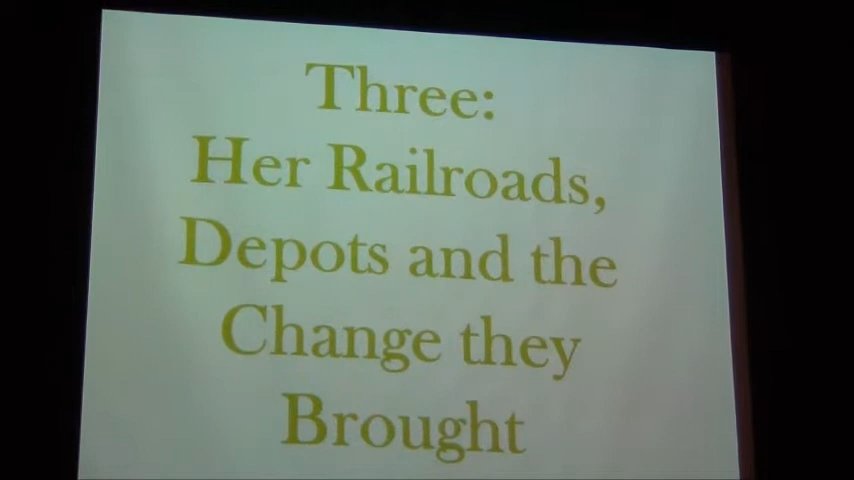 Three:
Her Railroads,
Depots and the
Change they
Brought